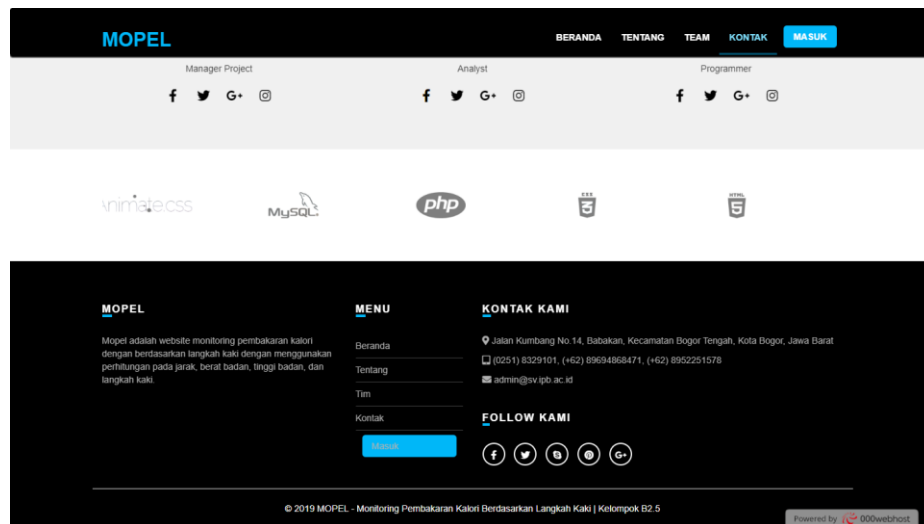 MOPEL
BERANDA TENTANG TEAM KONTAK MASUK
Manager Project Analyst Programmer
nimate.css MySQL php CSS 3 HTML 5
MOPEL
Mopel adalah website monitoring pembakaran kalori
dengan berdasarkan langkah kaki dengan menggunakan
perhitungan pada jarak, berat badan, tinggi badan, dan
langkah kaki.
MENU
Beranda
Tentang
Tim
Kontak
Masuk
KONTAK KAMI
Jalan Kumbang No.14, Babakan, Kecamatan Bogor Tengah, Kota Bogor, Jawa Barat
(0251) 8329101, (+62) 89694868471, (+62) 8952251578
admin@sv.ipb.ac.id
FOLLOW KAMI
© 2019 MOPEL - Monitoring Pembakaran Kalori Berdasarkan Langkah Kaki | Kelompok B2.5
Powered by 000webhost